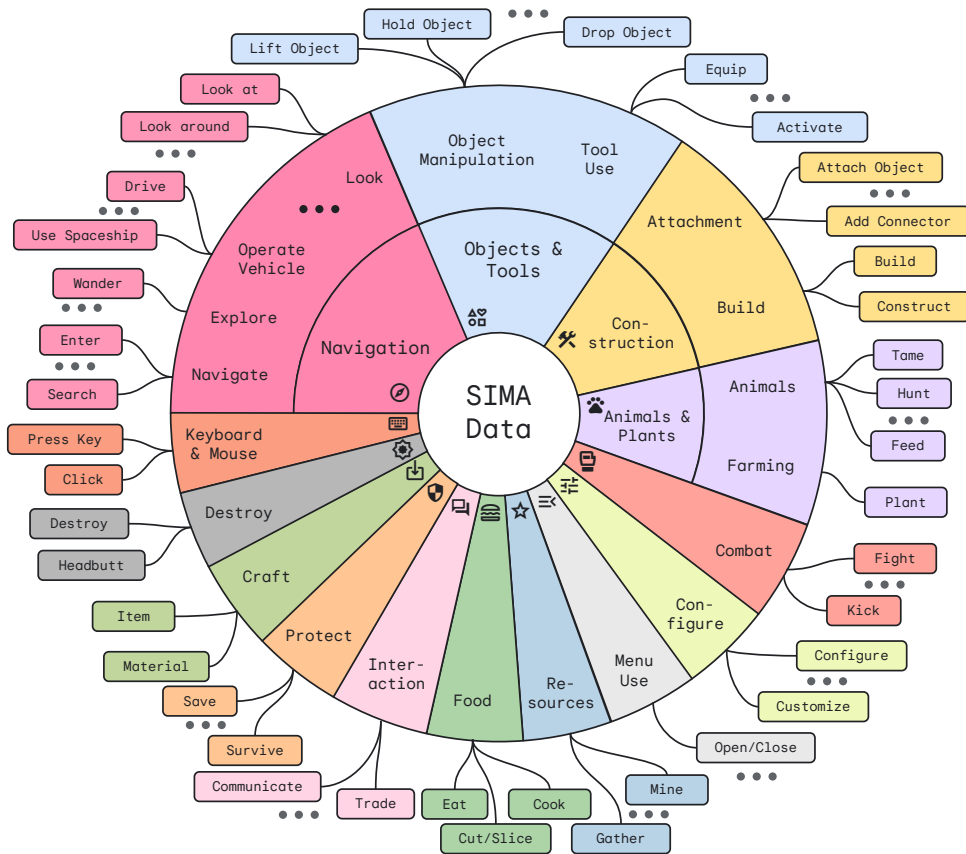 Hold Object
Drop Object
Lift Object
Equip
Look at
Look around
Activate
Object
Manipulation
Tool
Use
Look
Attach Object
Drive
Add Connector
Use Spaceship
Attachment
Operate
Vehicle
Objects &
Tools
Build
Wander
Construct
Explore
Build
Con-
struction
Enter
Navigation
Tame
Search
Navigate
Animals
Hunt
SIMA
Data
Animals &
Plants
Feed
Press Key
Keyboard
& Mouse
Click
Farming
Plant
Destroy
Destroy
Headbutt
Combat
Fight
Craft
Kick
Item
Con-
figure
Protect
Configure
Material
Inter-
action
Menu
Use
Save
Food
Re-
sources
Customize
Survive
Open/Close
Communicate
Trade
Eat
Cook
Mine
Cut/Slice
Gather